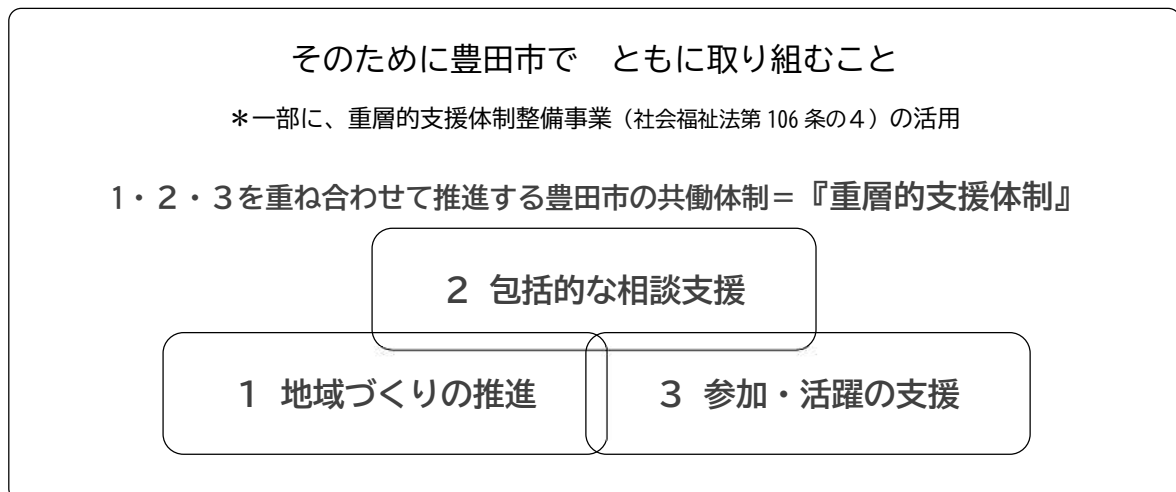 そのために豊田市で　ともに取り組むこと
＊一部に、重層的支援体制整備事業（社会福祉法第 106 条の４）の活用
1・２・３を重ね合わせて推進する豊田市の共働体制＝『重層的支援体制』
２ 包括的な相談支援
１ 地域づくりの推進
３ 参加・活躍の支援